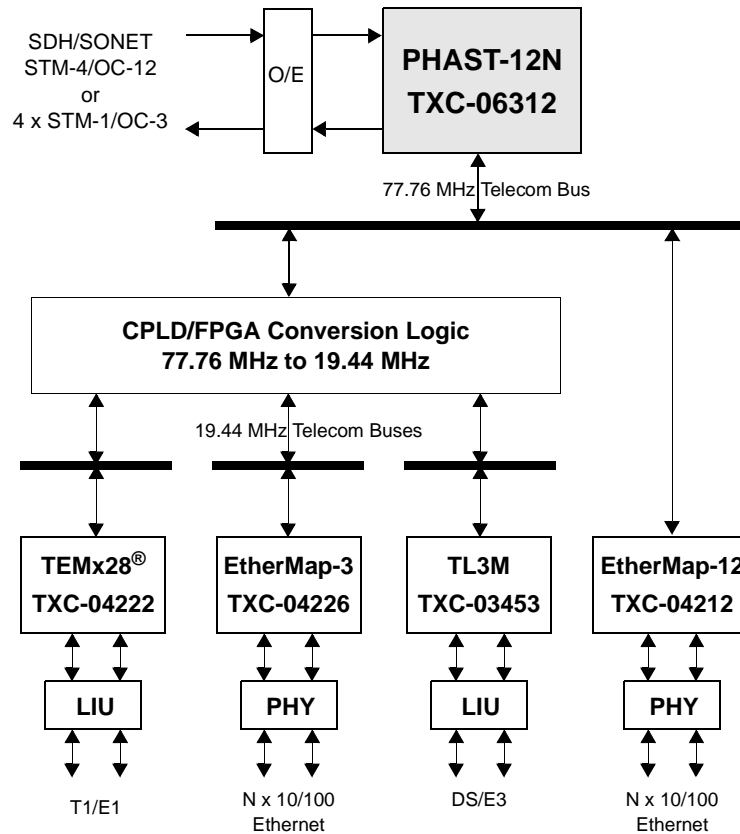 SDH/SONET
STM-4/OC-12
or
4 x STM-1/OC-3
O/E
PHAST-12N
TXC-06312
77.76 MHz Telecom Bus
CPLD/FPGA Conversion Logic
77.76 MHz to 19.44 MHz
19.44 MHz Telecom Buses
TEMx28®
TXC-04222
EtherMap-3
TXC-04226
TL3M
TXC-03453
EtherMap-12
TXC-04212
LIU
PHY
LIU
PHY
T1/E1
N x 10/100
Ethernet
DS/E3
N x 10/100
Ethernet